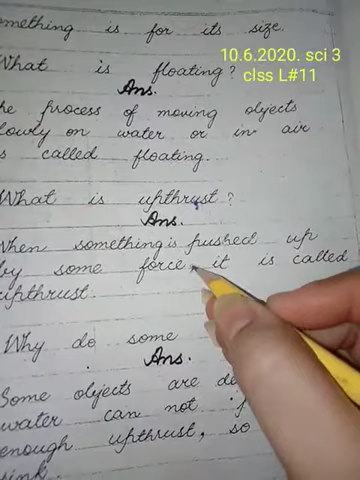 omething is for its size.
10.6.2020. sci 3
clss L#11
What is floating?
Ans.
he process of moving objects
lowly on water or in air
s called floating.
What is upthrust?
Ans.
When something is pushed up
by some force, it is called
upthrust.
Why do some
Ans.
Some objects are de
water can not
enough upthrust, so
sink.